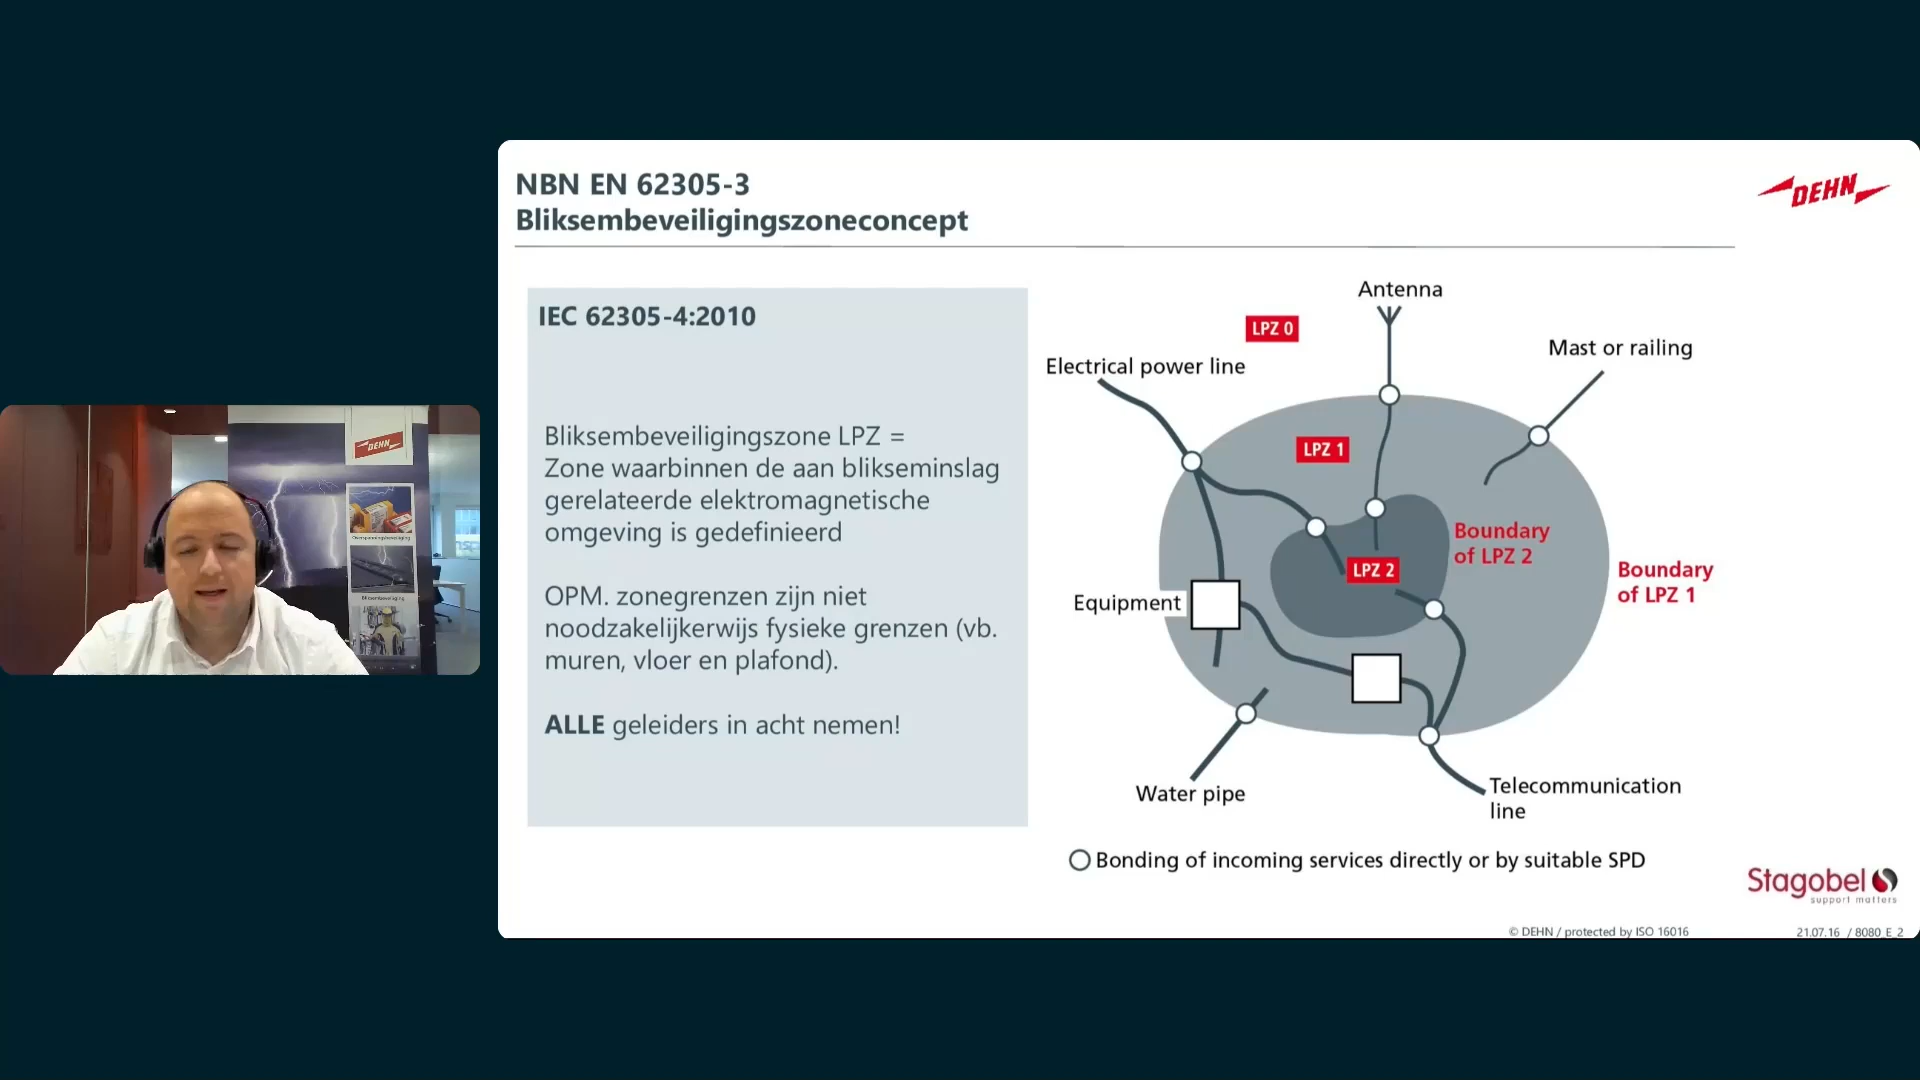 NBN EN 62305-3
Bliksembeveiligingszoneconcept
DEHN
IEC 62305-4:2010
Bliksembeveiligingszone LPZ =
Zone waarbinnen de aan blikseminslag
gerelateerde elektromagnetische
omgeving is gedefinieerd
OPM. zonegrenzen zijn niet
noodzakelijkerwijs fysieke grenzen (vb.
muren, vloer en plafond).
ALLE geleiders in acht nemen!
Antenna
LPZ 0
Mast or railing
Electrical power line
LPZ 1
Boundary
of LPZ 2
LPZ 2
Boundary
of LPZ 1
Equipment
Water pipe
Telecommunication
line
Bonding of incoming services directly or by suitable SPD
Stagobel
support matters
© DEHN / protected by ISO 16016
21.07.16 / 8080_E_2
DEHN
Overspanningsbeveiliging
Bliksembeveiliging